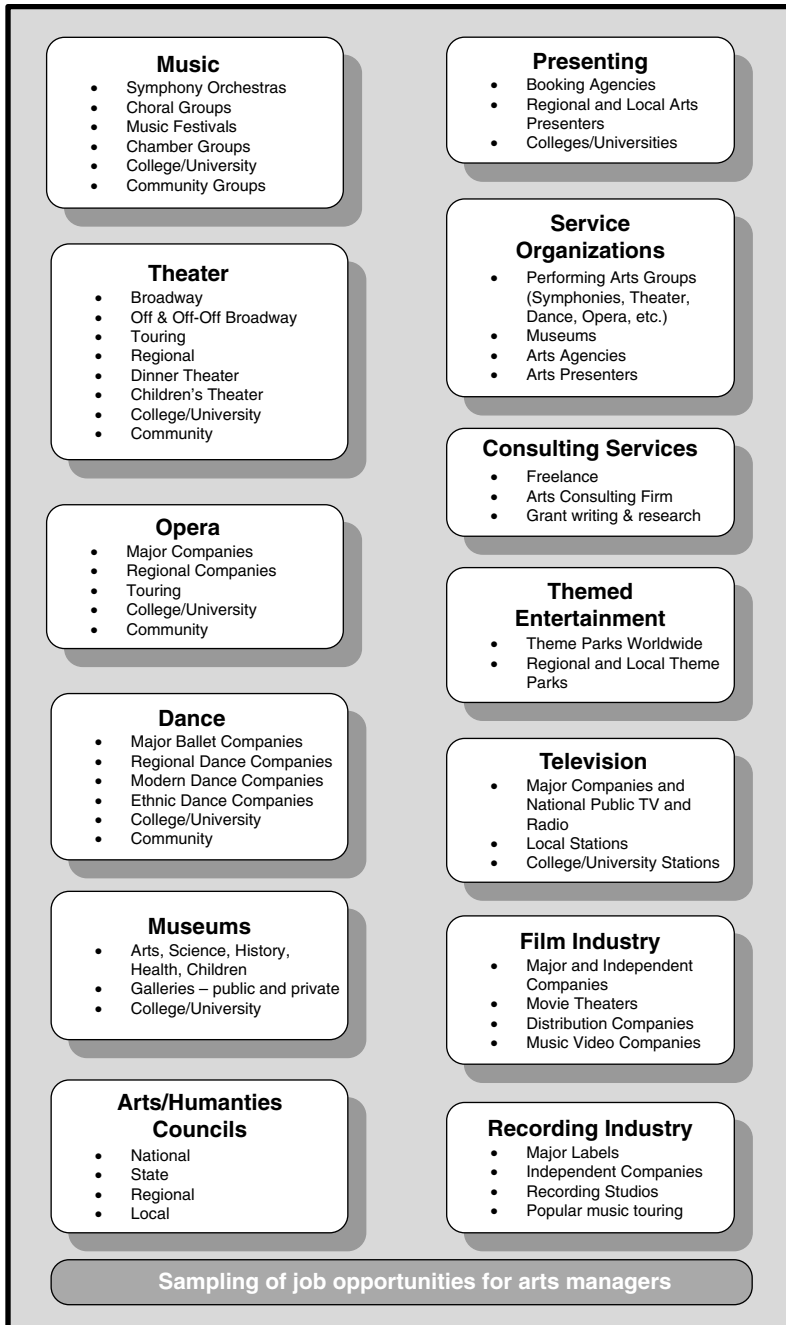 Music
• Symphony Orchestras
• Choral Groups
• Music Festivals
• Chamber Groups
• College/University
• Community Groups
Theater
• Broadway
• Off & Off-Off Broadway
• Touring
• Regional
• Dinner Theater
• Children's Theater
• College/University
• Community
Opera
• Major Companies
• Regional Companies
• Touring
• College/University
• Community
Dance
• Major Ballet Companies
• Regional Dance Companies
• Modern Dance Companies
• Ethnic Dance Companies
• College/University
• Community
Museums
• Arts, Science, History,
Health, Children
• Galleries – public and private
• College/University
Arts/Humanties
Councils
• National
• State
• Regional
• Local
Presenting
• Booking Agencies
• Regional and Local Arts
Presenters
• Colleges/Universities
Service
Organizations
• Performing Arts Groups
(Symphonies, Theater,
Dance, Opera, etc.)
• Museums
• Arts Agencies
• Arts Presenters
Consulting Services
• Freelance
• Arts Consulting Firm
• Grant writing & research
Themed
Entertainment
• Theme Parks Worldwide
• Regional and Local Theme
Parks
Television
• Major Companies and
National Public TV and
Radio
• Local Stations
• College/University Stations
Film Industry
• Major and Independent
Companies
• Movie Theaters
• Distribution Companies
• Music Video Companies
Recording Industry
• Major Labels
• Independent Companies
• Recording Studios
• Popular music touring
Sampling of job opportunities for arts managers